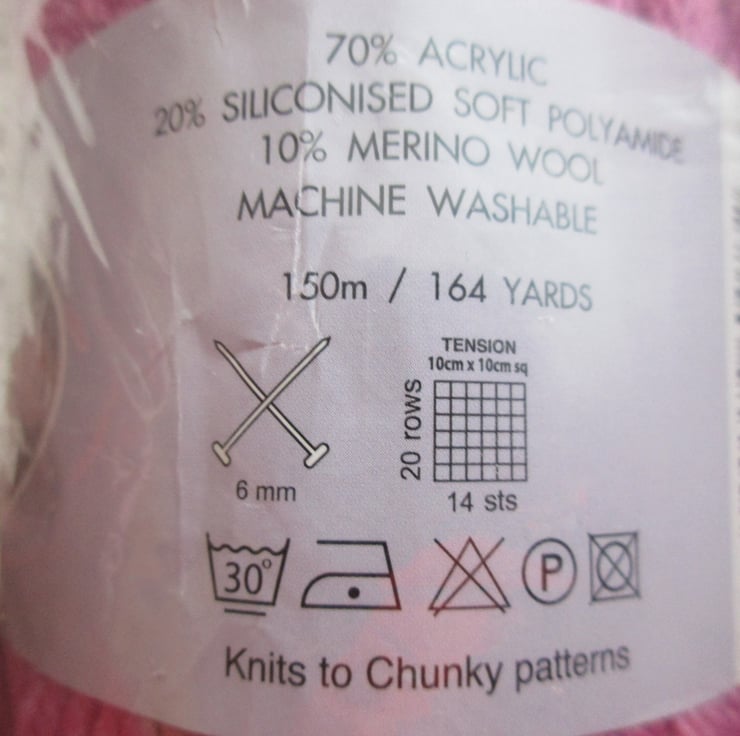 70% ACRYLIC
20% SILICONISED SOFT POLYAMIDE
10% MERINO WOOL
MACHINE WASHABLE
150m / 164 YARDS
TENSION
10cm x 10cm sq
20 rows
6 mm
14 sts
30°
P
Knits to Chunky patterns